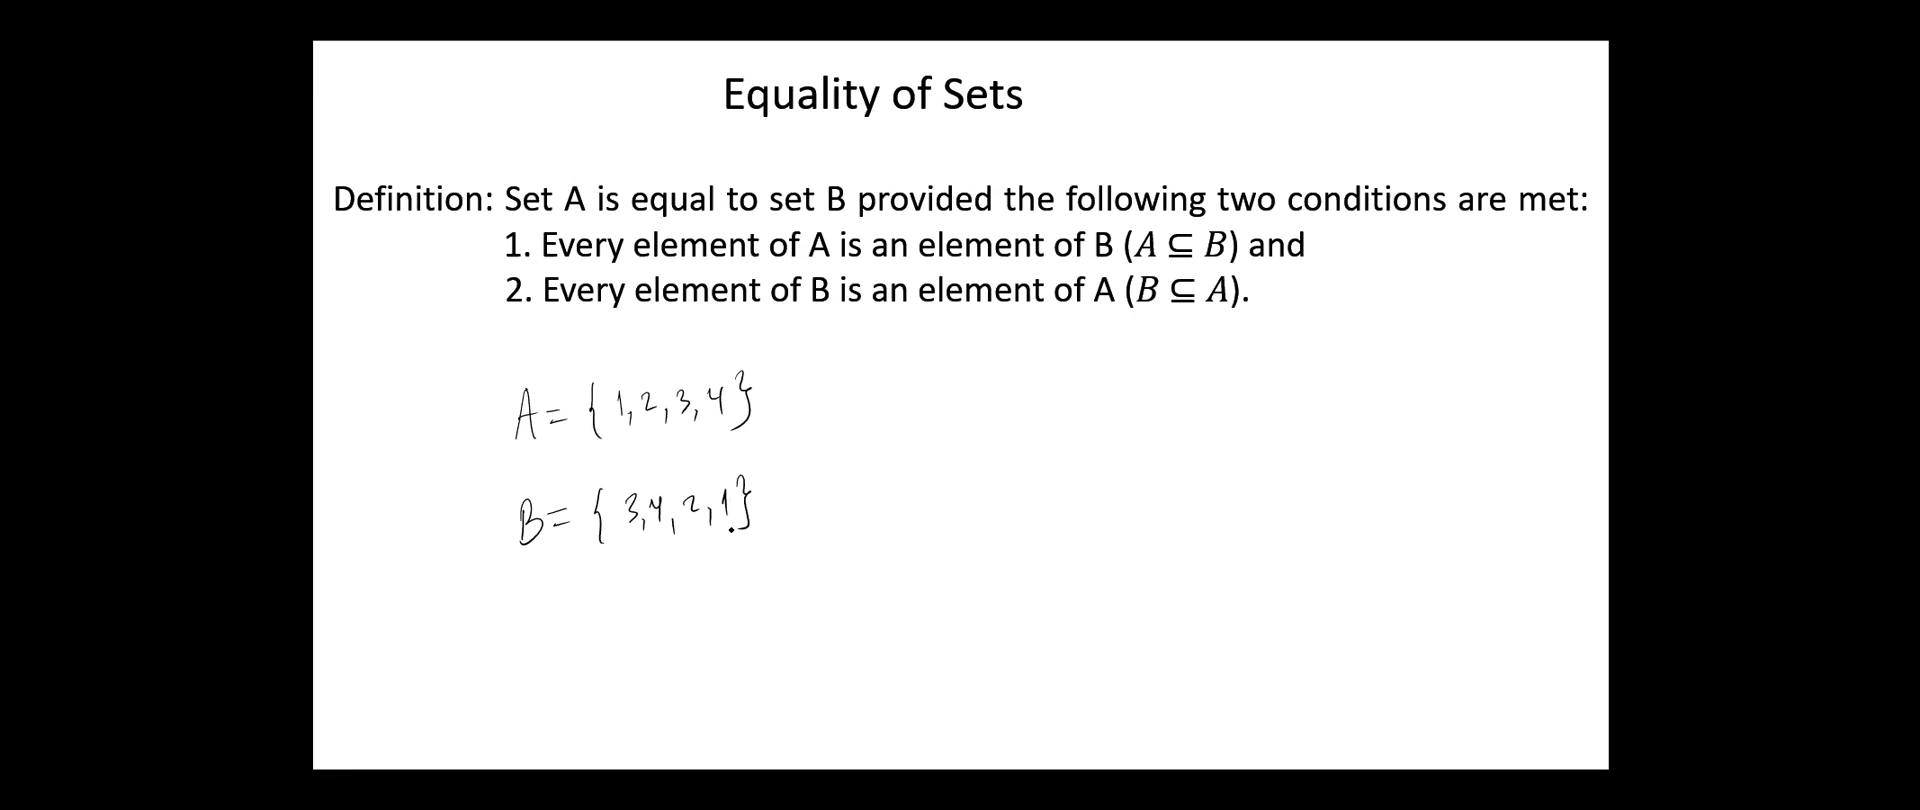 Equality of Sets
Definition: Set A is equal to set B provided the following two conditions are met:
1. Every element of A is an element of B (A ⊆ B) and
2. Every element of B is an element of A (B ⊆ A).
A = { 1, 2, 3, 4 }
B = { 3, 4, 2, 1 }